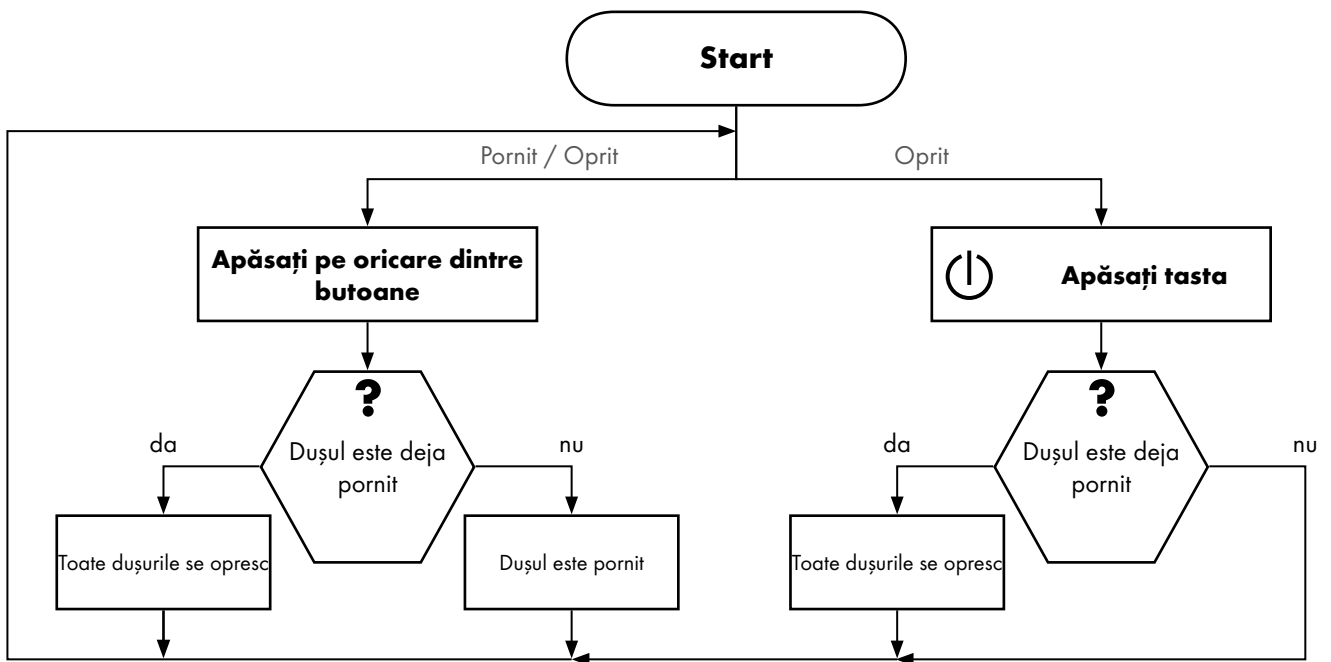 Start
Pornit / Oprit
Oprit
Apăsați pe oricare dintre
butoane
Apăsați tasta
?
Dușul este deja
pornit
da
nu
?
Dușul este deja
pornit
da
nu
Toate dușurile se opresc
Dușul este pornit
Toate dușurile se opresc